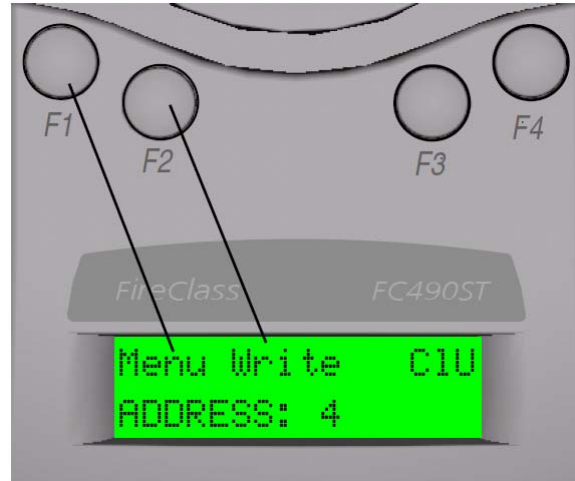 F1 F4
F2 F3
FireClass FC490ST
Menu Write C1U
ADDRESS: 4